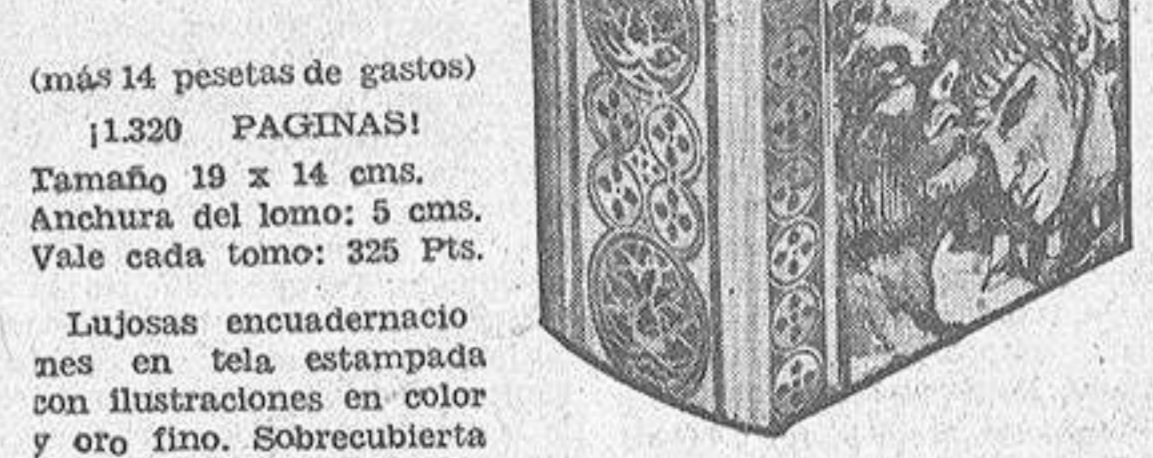 (más 14 pesetas de gastos)
¡1.320 PAGINAS!
Tamaño 19 x 14 cms.
Anchura del lomo: 5 cms.
Vale cada tomo: 325 Pts.
Lujosas encuadernacio
nes en tela estampada
con ilustraciones en color
y oro fino. Sobrecubierta